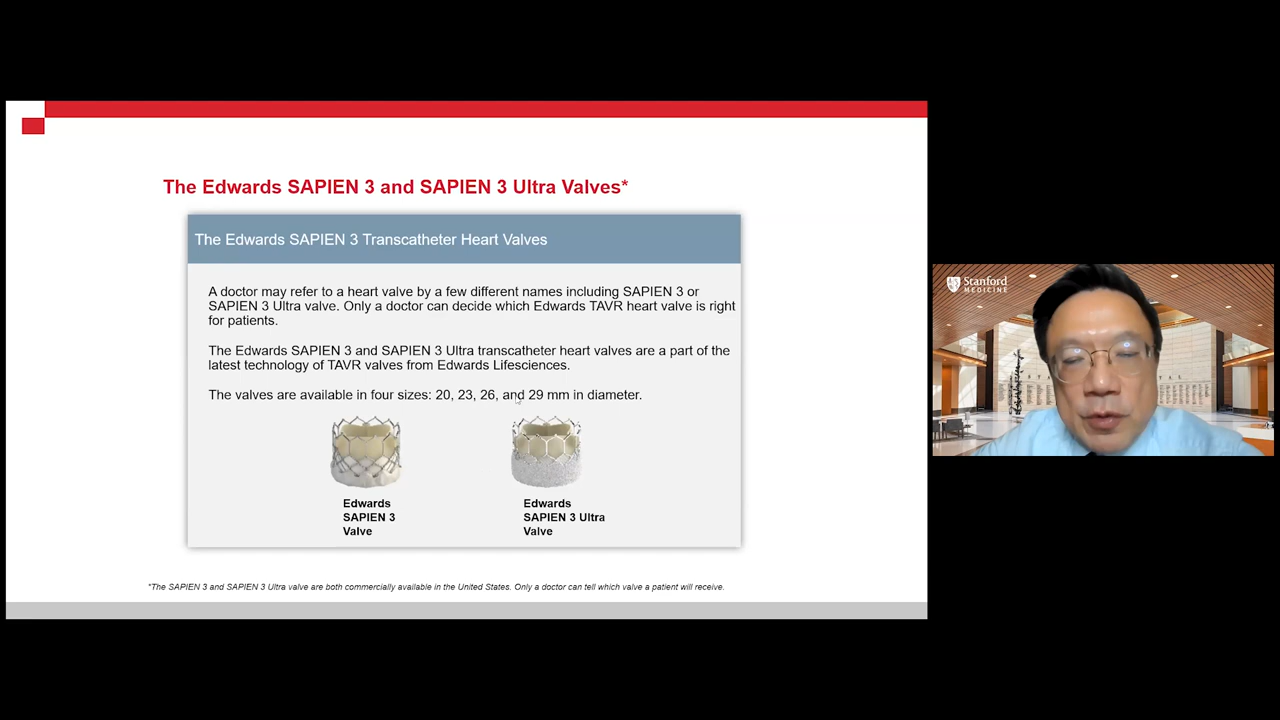 The Edwards SAPIEN 3 and SAPIEN 3 Ultra Valves*
The Edwards SAPIEN 3 Transcatheter Heart Valves
A doctor may refer to a heart valve by a few different names including SAPIEN 3 or
SAPIEN 3 Ultra valve. Only a doctor can decide which Edwards TAVR heart valve is right
for patients.
The Edwards SAPIEN 3 and SAPIEN 3 Ultra transcatheter heart valves are a part of the
latest technology of TAVR valves from Edwards Lifesciences.
The valves are available in four sizes: 20, 23, 26, and 29 mm in diameter.
Edwards
SAPIEN 3
Valve
Edwards
SAPIEN 3 Ultra
Valve
*The SAPIEN 3 and SAPIEN 3 Ultra valve are both commercially available in the United States. Only a doctor can tell which valve a patient will receive.
Stanford
MEDICINE